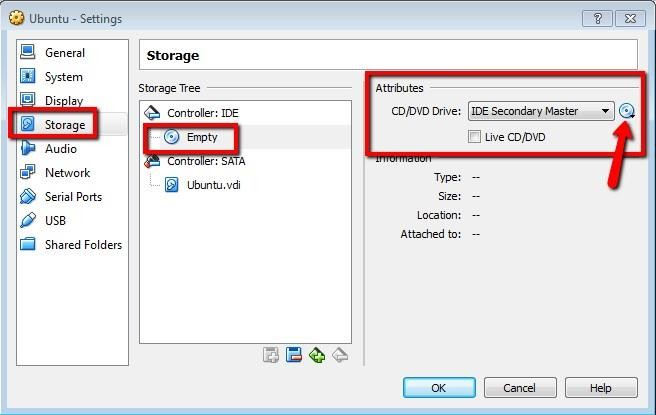 Ubuntu - Settings
General
System
Display
Storage
Audio
Network
Serial Ports
USB
Shared Folders
Storage
Storage Tree
Controller: IDE
Empty
Controller: SATA
Ubuntu.vdi
Attributes
CD/DVD Drive: IDE Secondary Master
Live CD/DVD
Information
Type: --
Size: --
Location: --
Attached to: --
OK Cancel Help